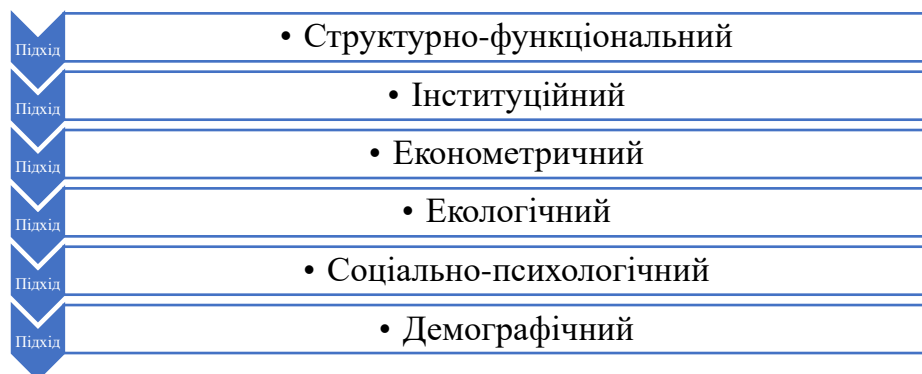 Підхід
• Структурно-функціональний
Підхід
• Інституційний
Підхід
• Економетричний
Підхід
• Екологічний
Підхід
• Соціально-психологічний
Підхід
• Демографічний